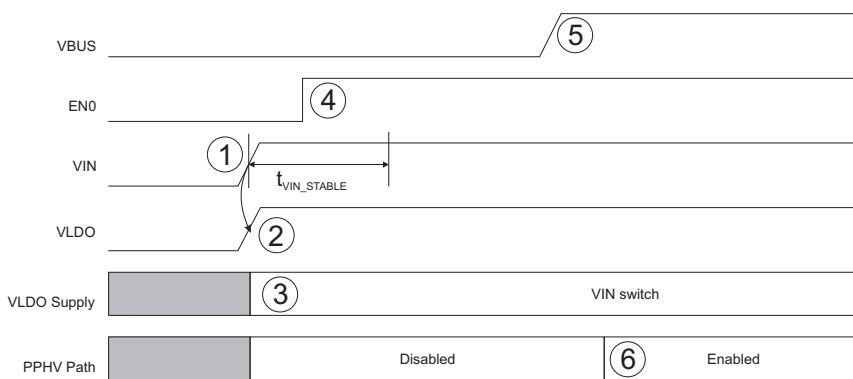 VBUS
5
EN0
4
VIN
1
tVIN_STABLE
VLDO
2
VLDO Supply
3
VIN switch
PPHV Path
Disabled
6
Enabled